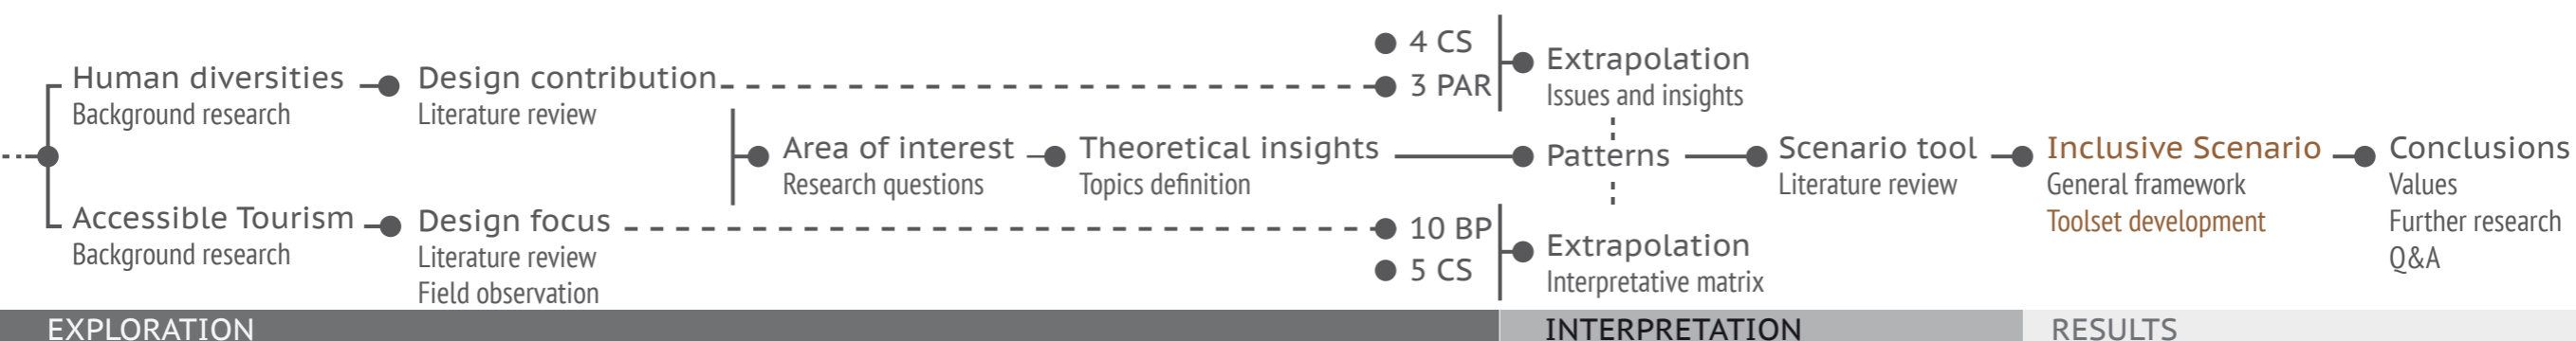 Human diversities
Background research
Design contribution
Literature review
Accessible Tourism
Background research
Design focus
Literature review
Field observation
Area of interest
Research questions
Theoretical insights
Topics definition
4 CS
3 PAR
10 BP
5 CS
Extrapolation
Issues and insights
Patterns
Extrapolation
Interpretative matrix
Scenario tool
Literature review
Inclusive Scenario
General framework
Toolset development
Conclusions
Values
Further research
Q&A
EXPLORATION
INTERPRETATION
RESULTS